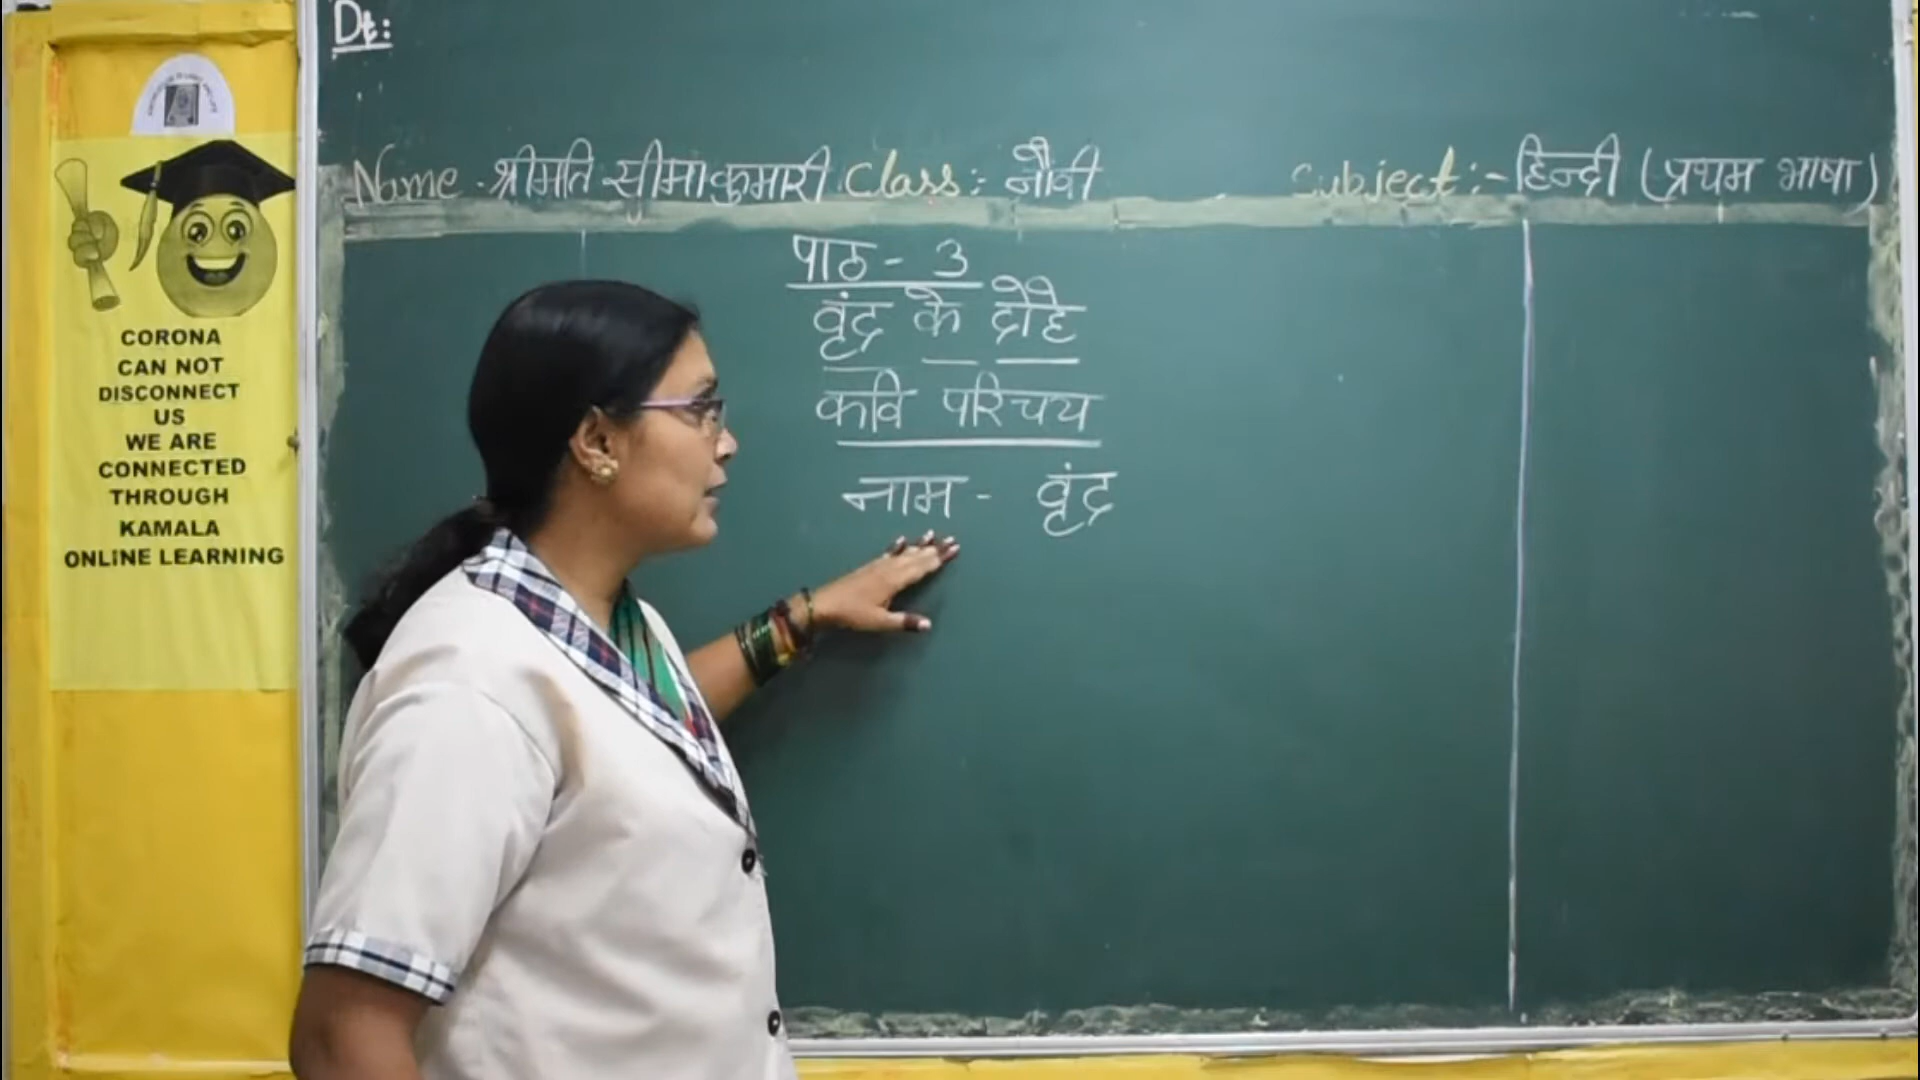 Dt:
Name - श्रीमति सीमा कुमारी Class:- नौवी Subject:- हिन्दी (प्रथम भाषा)
पाठ - 3
वृंद्र के दोहै
कवि परिचय
नाम - वृंद्र
CORONA
CAN NOT
DISCONNECT
US
WE ARE
CONNECTED
THROUGH
KAMALA
ONLINE LEARNING